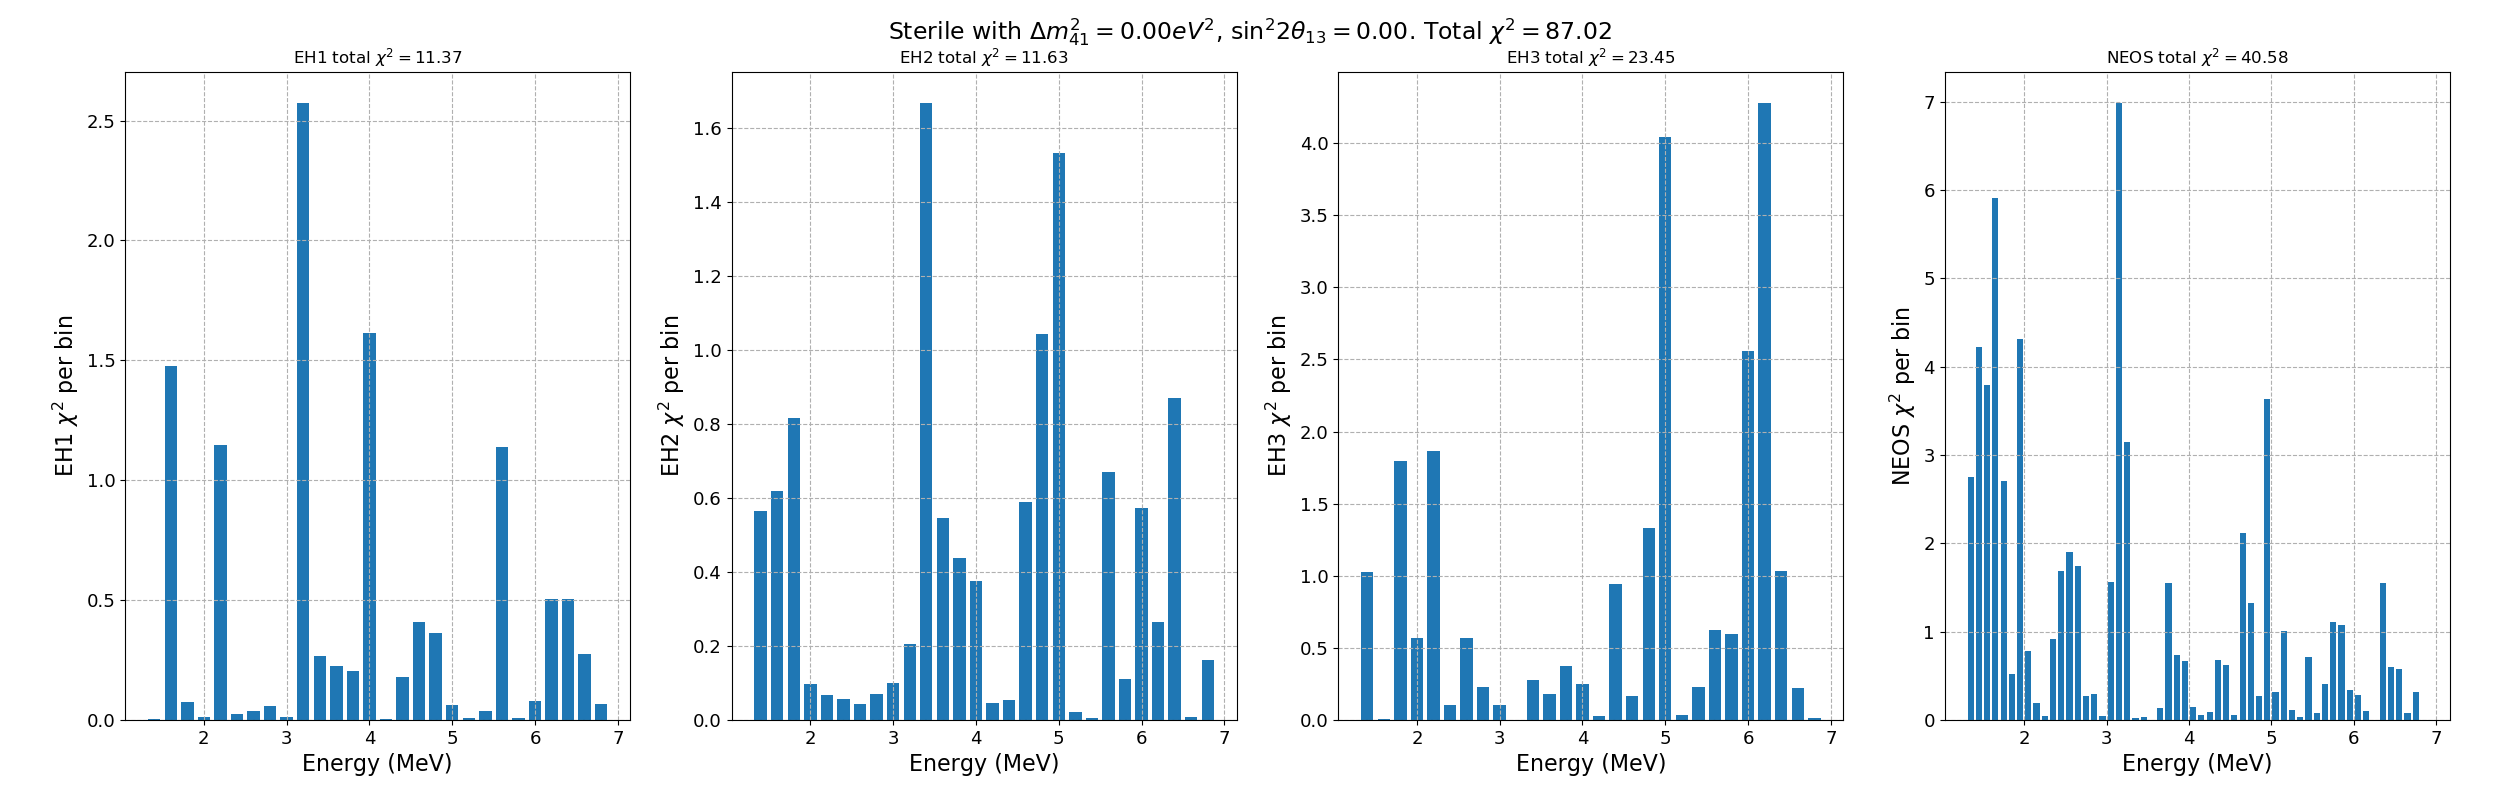 Sterile with Δm²₄₁ = 0.00eV², sin²2θ₁₃ = 0.00. Total χ² = 87.02
EH1 total χ² = 11.37
EH1 χ² per bin
2.5
2.0
1.5
1.0
0.5
0.0
2 3 4 5 6 7
Energy (MeV)
EH2 total χ² = 11.63
EH2 χ² per bin
1.6
1.4
1.2
1.0
0.8
0.6
0.4
0.2
0.0
2 3 4 5 6 7
Energy (MeV)
EH3 total χ² = 23.45
EH3 χ² per bin
4.0
3.5
3.0
2.5
2.0
1.5
1.0
0.5
0.0
2 3 4 5 6 7
Energy (MeV)
NEOS total χ² = 40.58
NEOS χ² per bin
7
6
5
4
3
2
1
0
2 3 4 5 6 7
Energy (MeV)